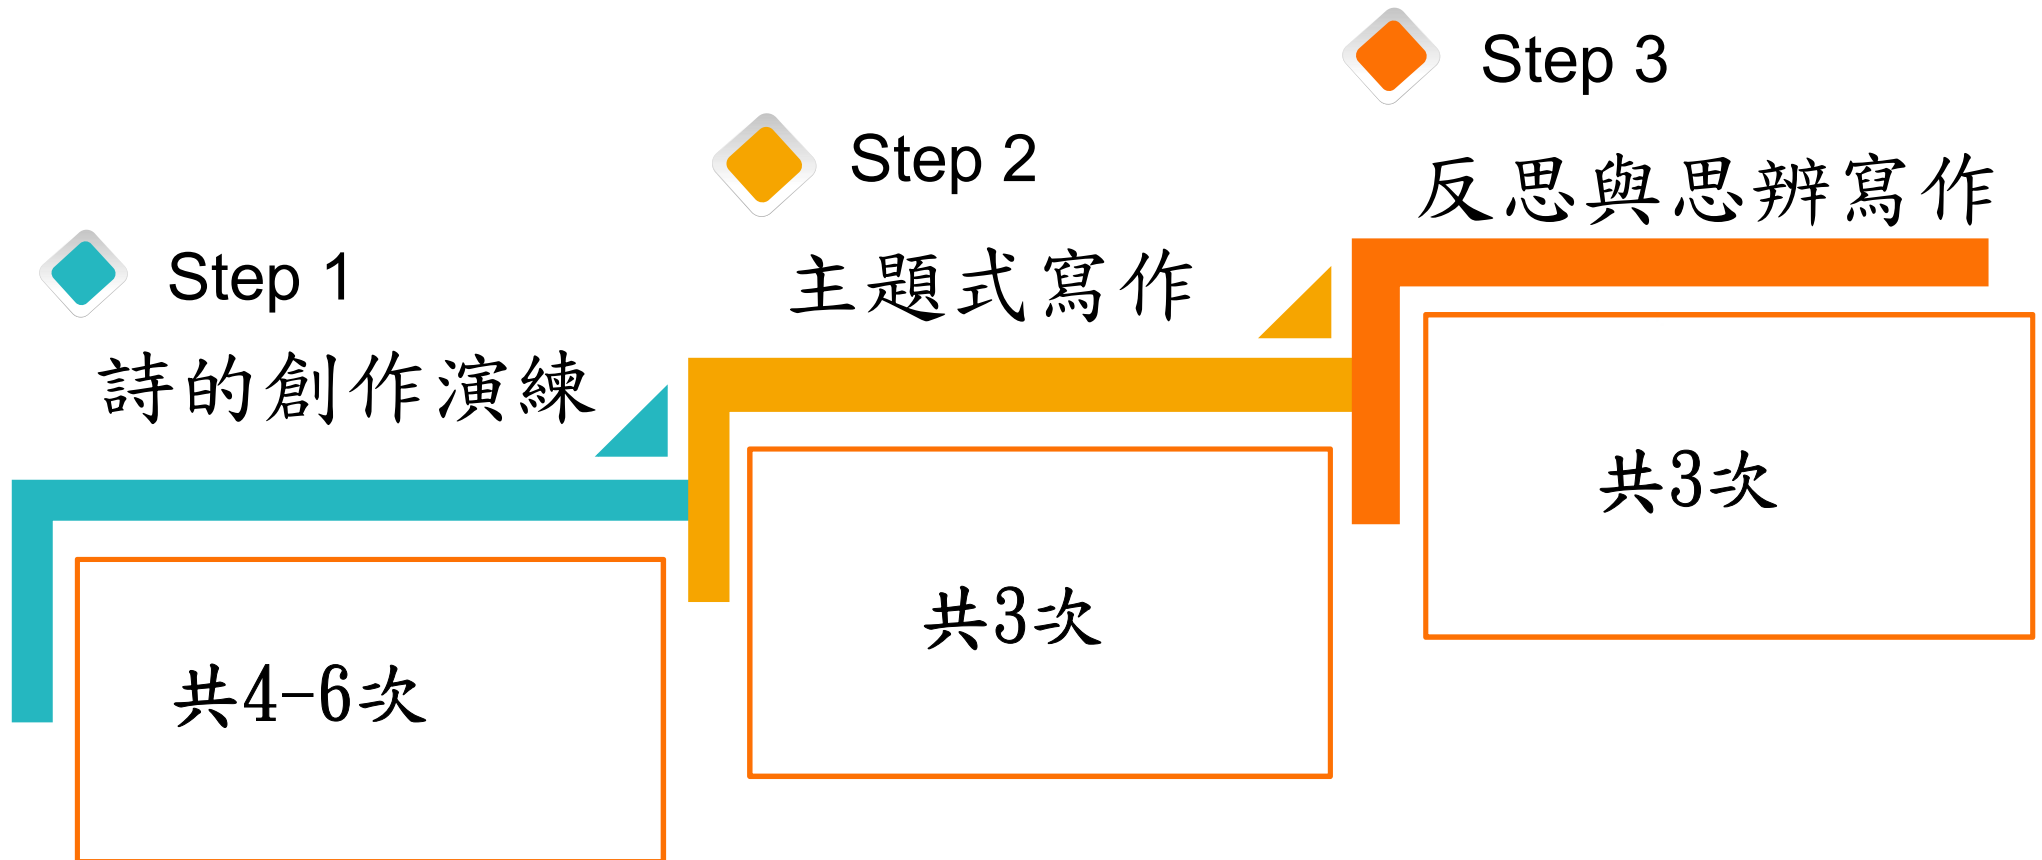 Step 1
詩的創作演練
共4-6次
Step 2
主題式寫作
共3次
Step 3
反思與思辨寫作
共3次